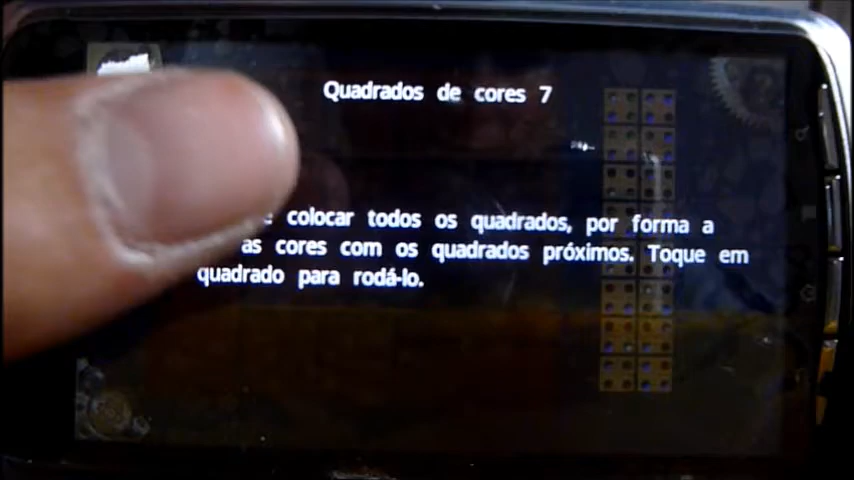 Quadrados de cores 7
colocar todos os quadrados, por forma a
as cores com os quadrados próximos. Toque em
quadrado para rodá-lo.